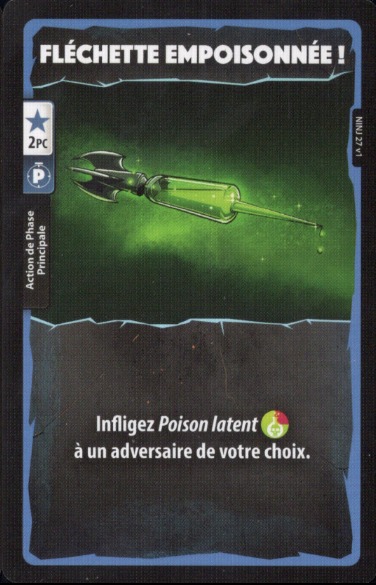 FLÉCHETTE EMPOISONNÉE !
2PC
P
Action de Phase
Principale
NINJ 27 v1
Infligez Poison latent
à un adversaire de votre choix.